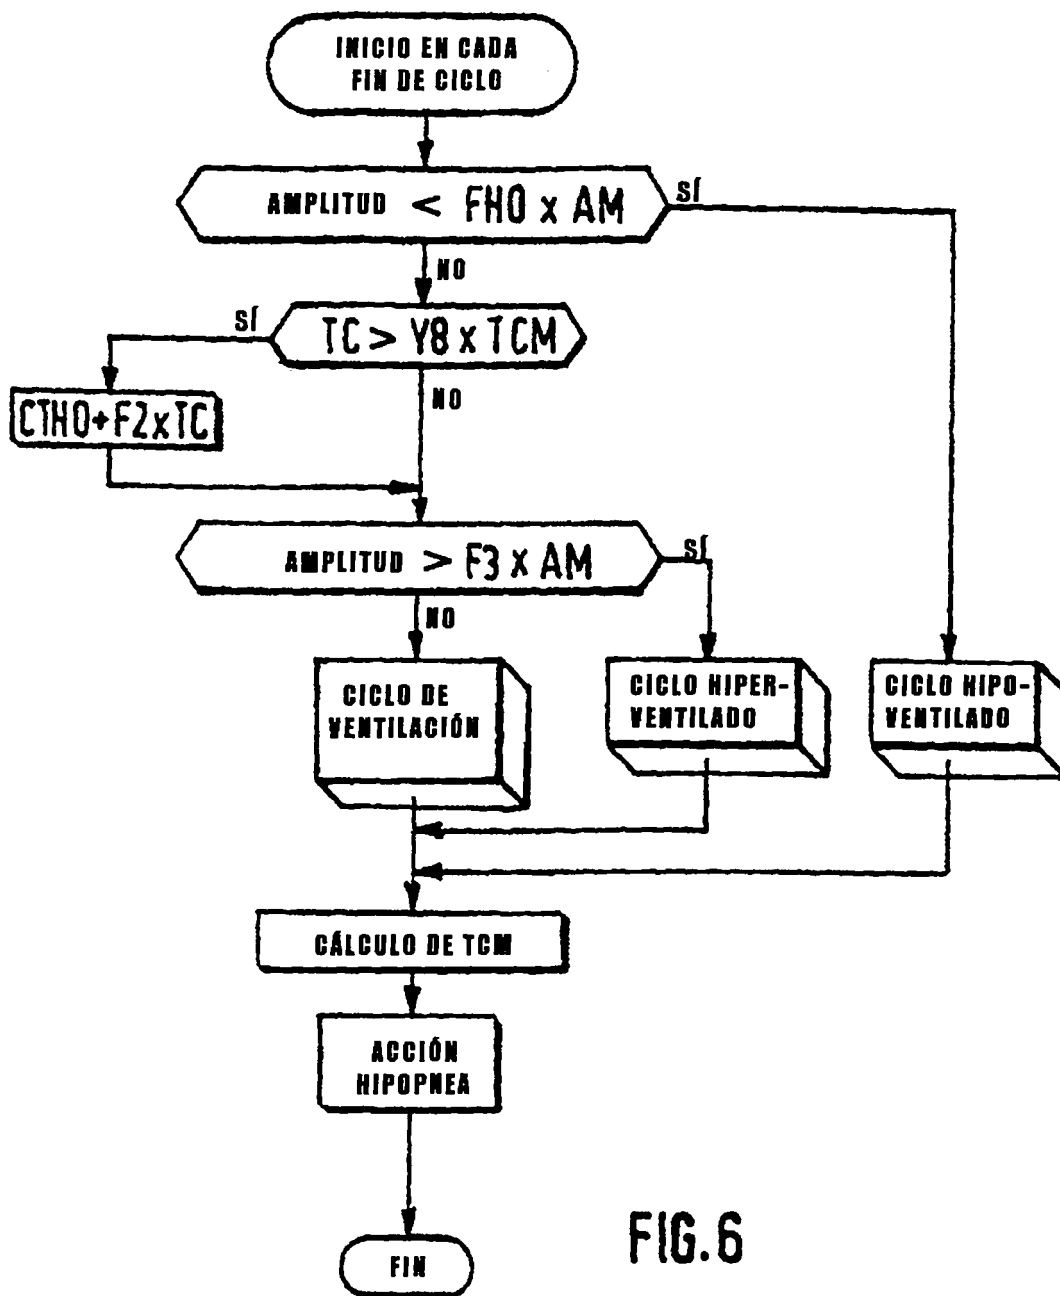 INICIO EN CADA
FIN DE CICLO
AMPLITUD < FHO x AM
SÍ
NO
TC > Y8 x TCM
SÍ
NO
CTHO+F2xTC
AMPLITUD > F3 x AM
SÍ
NO
CICLO DE
VENTILACIÓN
CICLO HIPER-
VENTILADO
CICLO HIPO-
VENTILADO
CÁLCULO DE TCM
ACCIÓN
HIPOPNEA
FIN
FIG.6